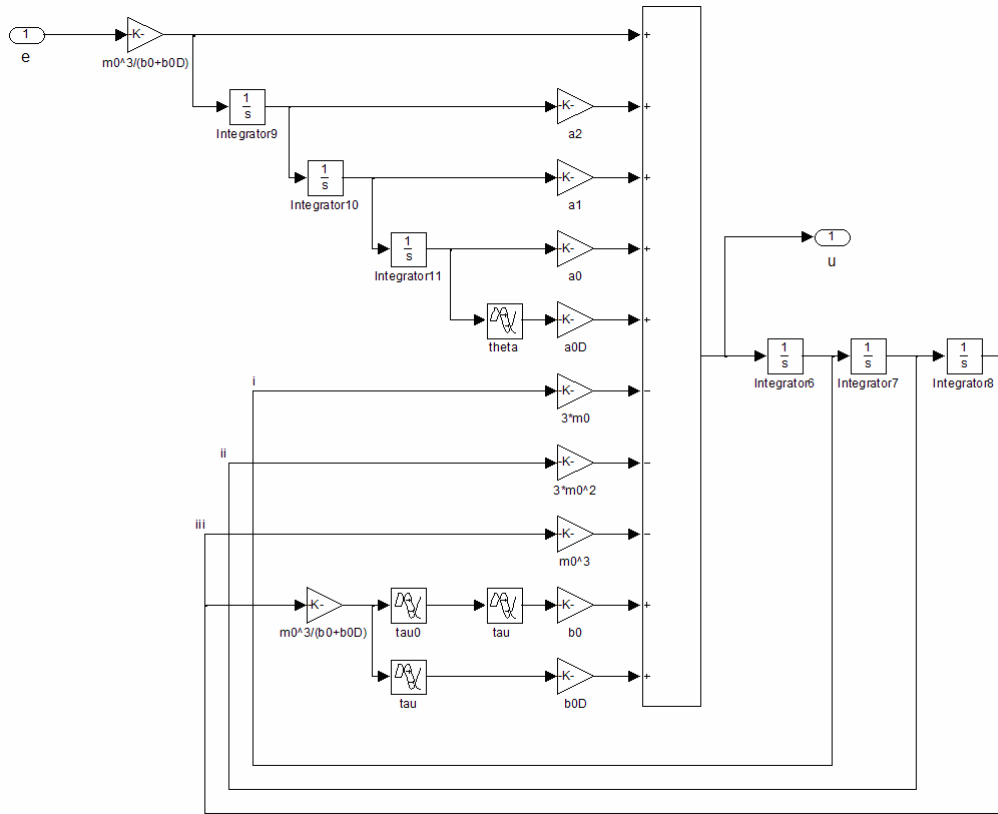 1
-K-
+
e
m0^3/(b0+b0D)
1
s
-K-
+
Integrator9
a2
1
s
-K-
+
Integrator10
a1
1
s
-K-
+
1
Integrator11
a0
u
-K-
+
theta
a0D
1
s
1
s
1
s
Integrator6
Integrator7
Integrator8
i
-K-
−
3*m0
ii
-K-
−
3*m0^2
iii
-K-
−
m0^3
-K-
-K-
+
m0^3/(b0+b0D)
tau0
tau
b0
-K-
+
tau
b0D